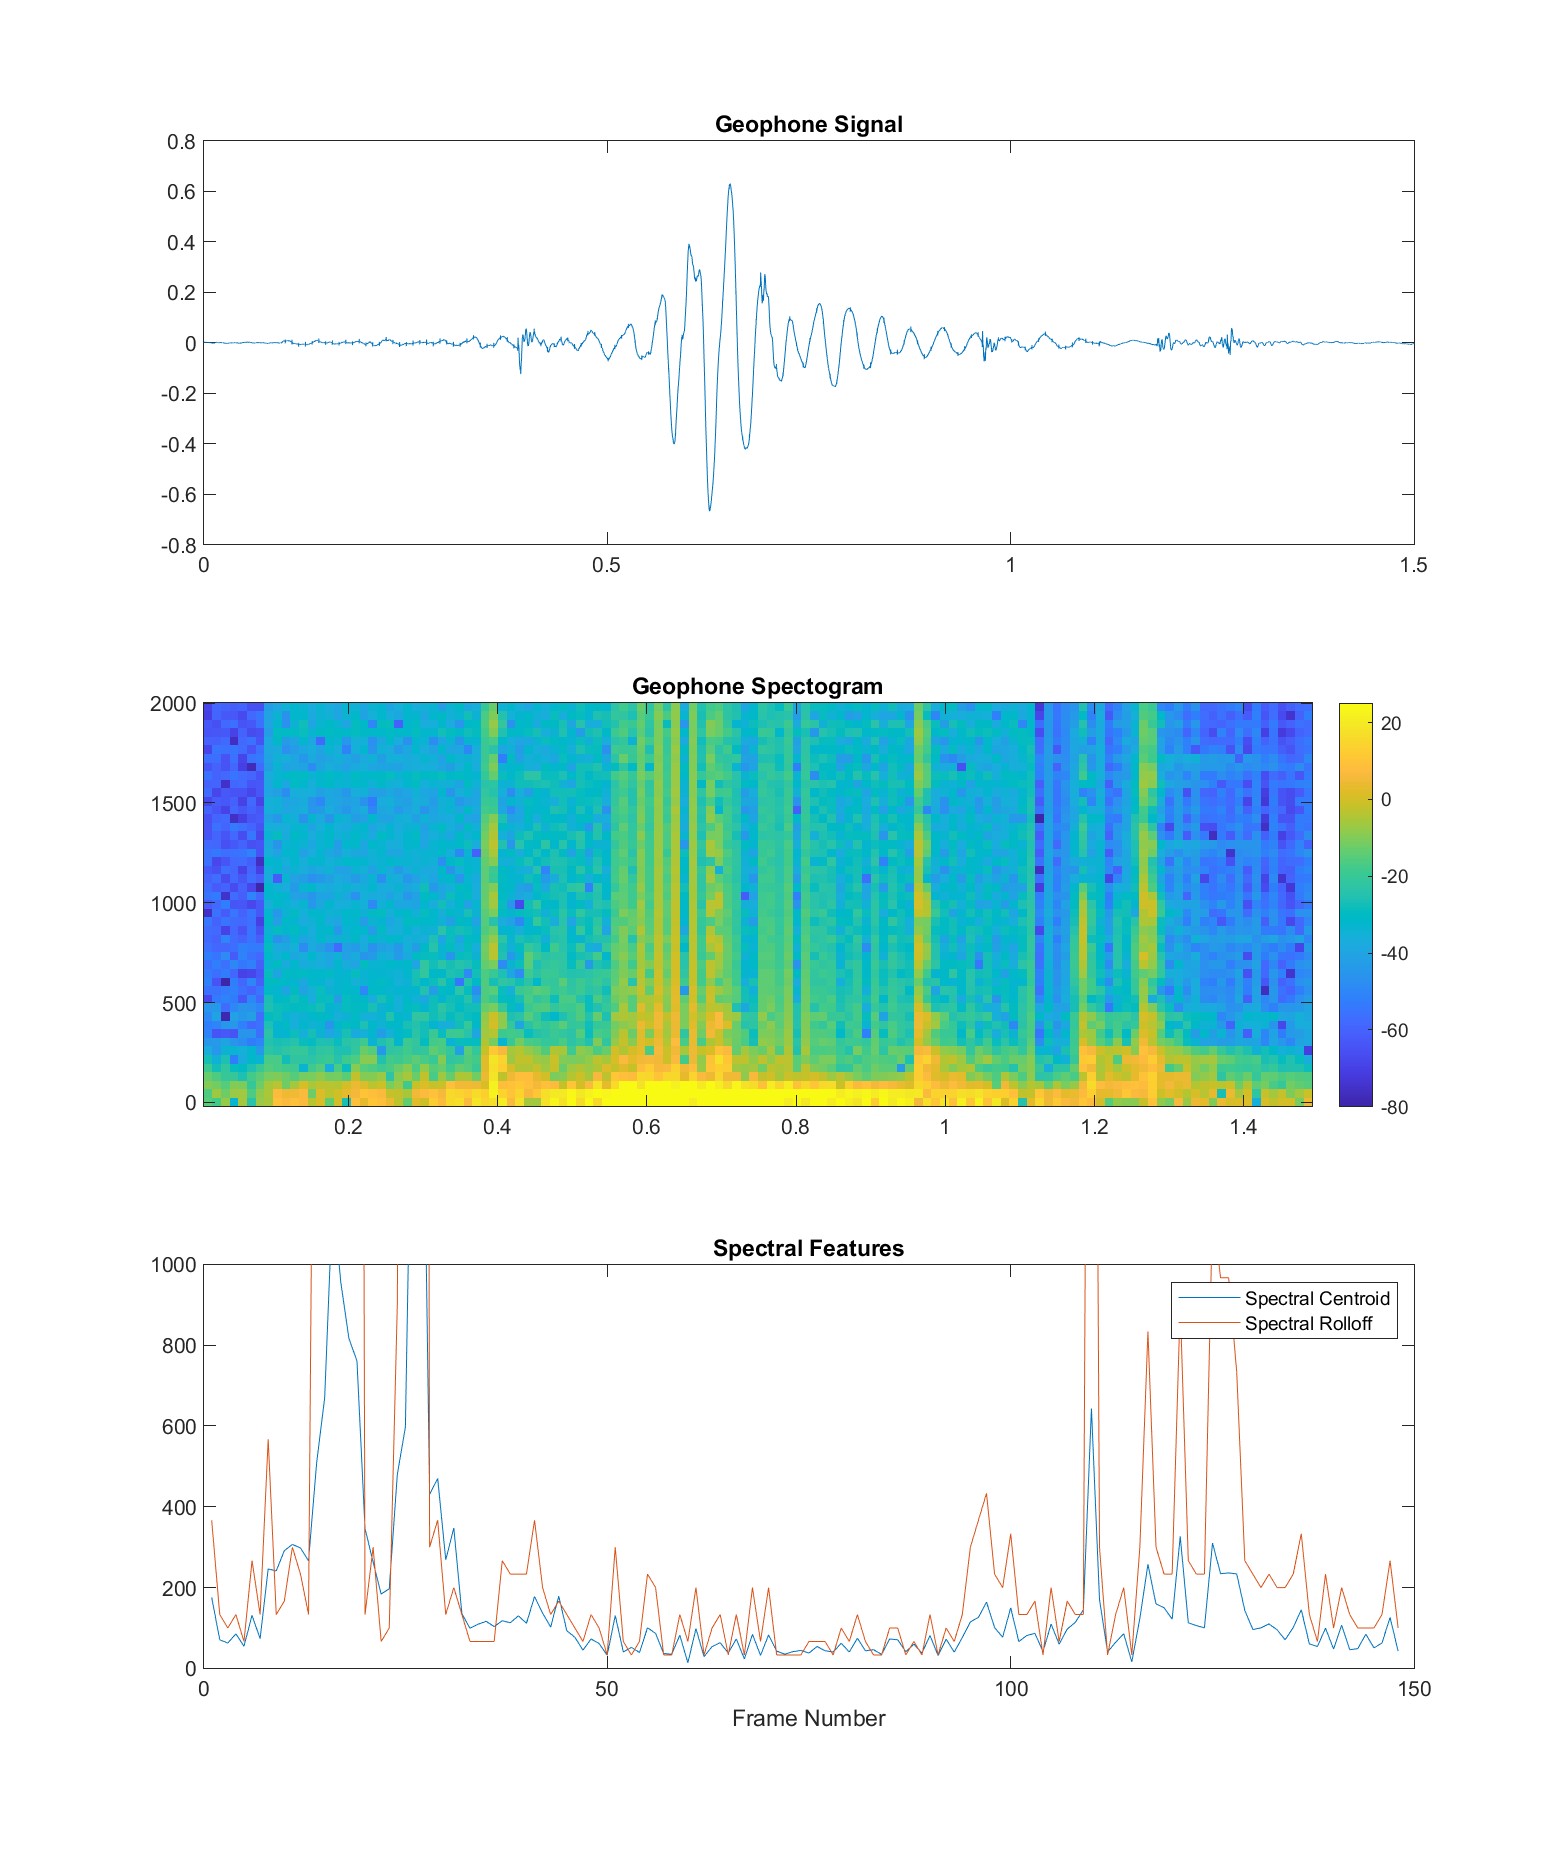 Geophone Signal
0.8
0.6
0.4
0.2
0
-0.2
-0.4
-0.6
-0.8
0 0.5 1 1.5
Geophone Spectogram
2000
1500
1000
500
0
20
0
-20
-40
-60
-80
0.2 0.4 0.6 0.8 1 1.2 1.4
Spectral Features
1000
800
600
400
200
0
Spectral Centroid
Spectral Rolloff
0 50 100 150
Frame Number